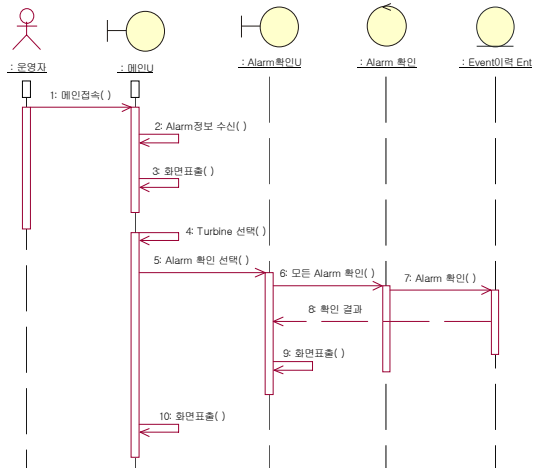 : 운영자
: 메인U
: Alarm확인U
: Alarm 확인
: Event이력 Ent
1: 메인접속( )
2: Alarm정보 수신( )
3: 화면표출( )
4: Turbine 선택( )
5: Alarm 확인 선택( )
6: 모든 Alarm 확인( )
7: Alarm 확인( )
8: 확인 결과
9: 화면표출( )
10: 화면표출( )